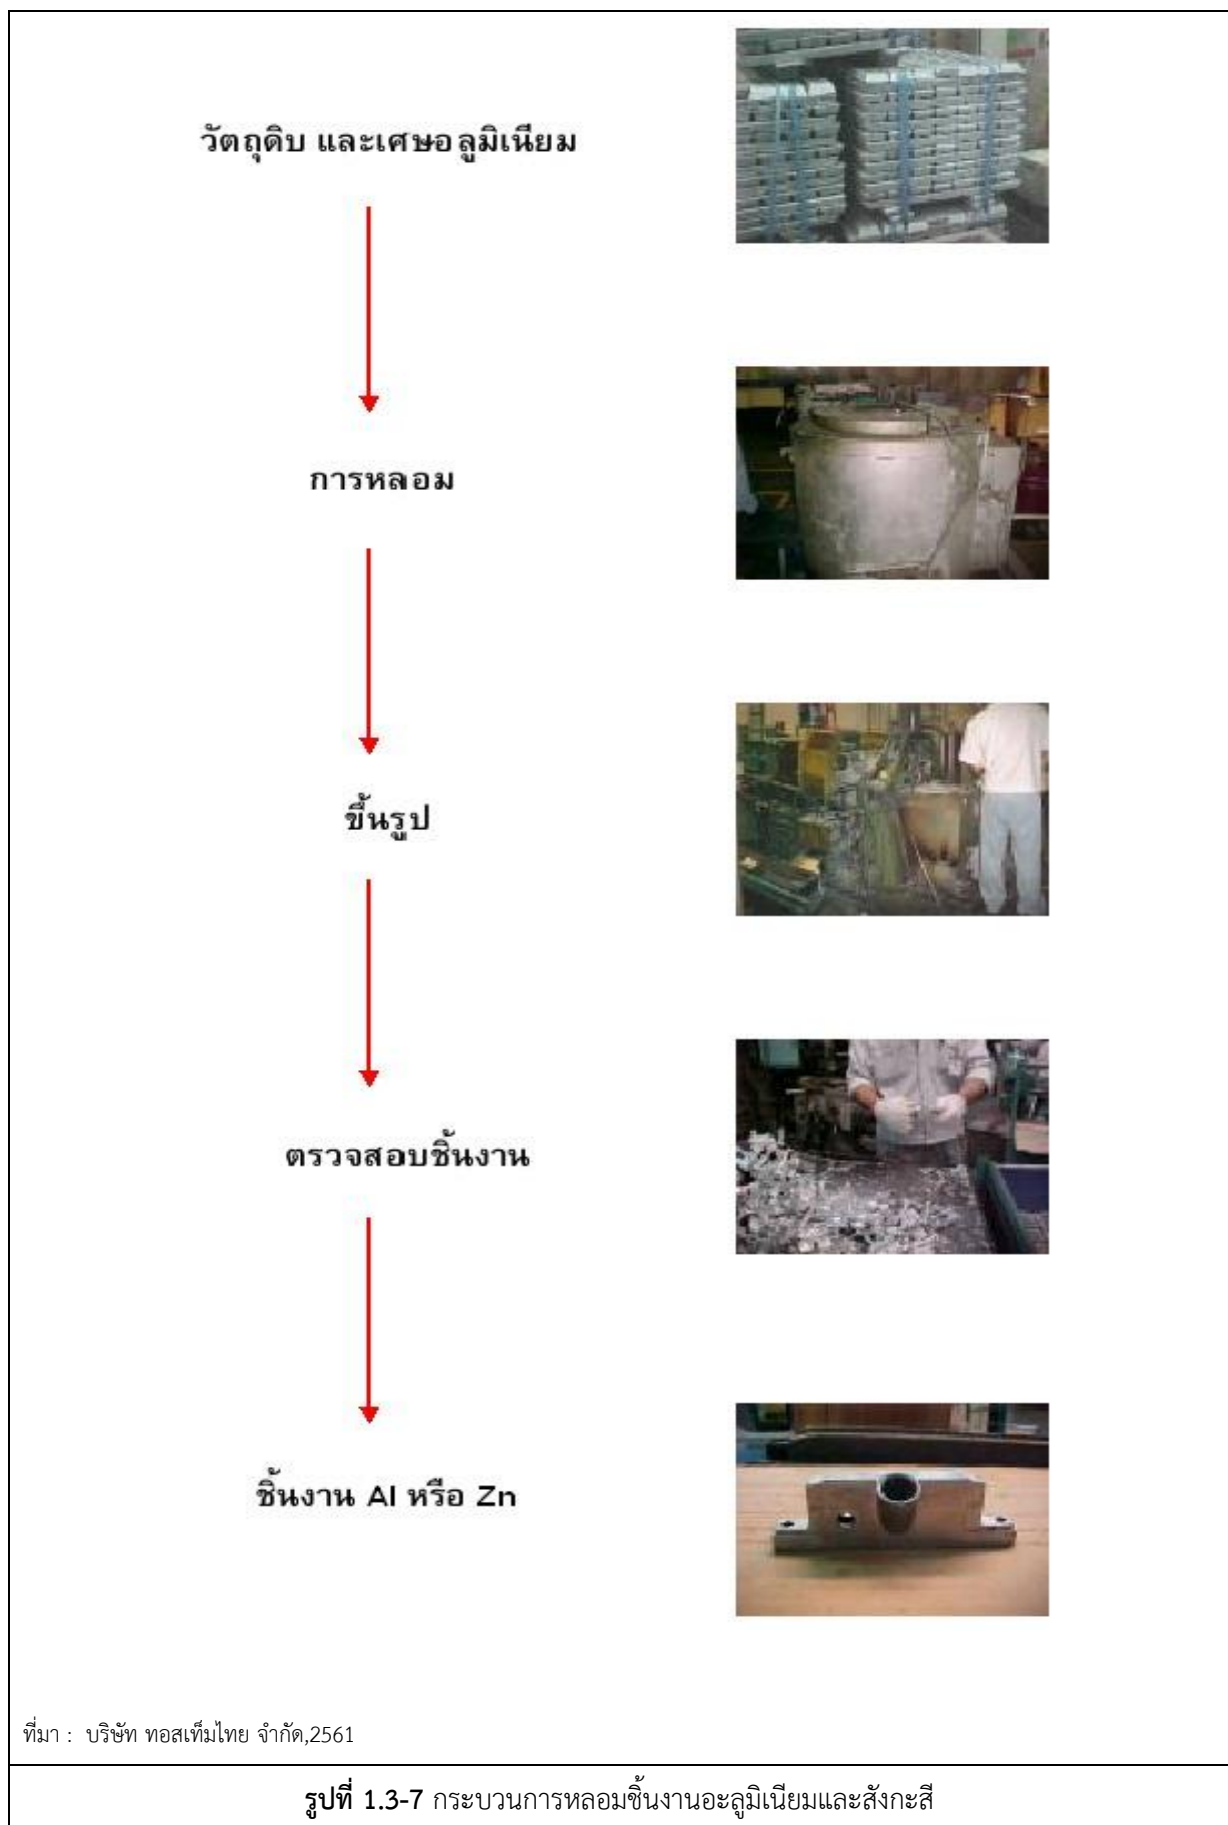 วัตถุดิบ และเศษอลูมิเนียม
การหลอม
ขึ้นรูป
ตรวจสอบชิ้นงาน
ชิ้นงาน Al หรือ Zn
ที่มา : บริษัท ทอสเท็มไทย จำกัด,2561
รูปที่ 1.3-7 กระบวนการหลอมชิ้นงานอะลูมิเนียมและสังกะสี